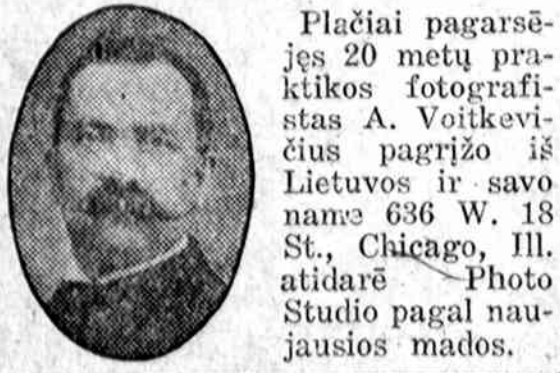 Plačiai pagarsė-
jęs 20 metų pra-
ktikos fotografi-
stas A. Voitkevi-
čius pagrįžo iš
Lietuvos ir savo
name 636 W. 18
St., Chicago, Ill.
atidarė Photo
Studio pagal nau-
jausios mados.